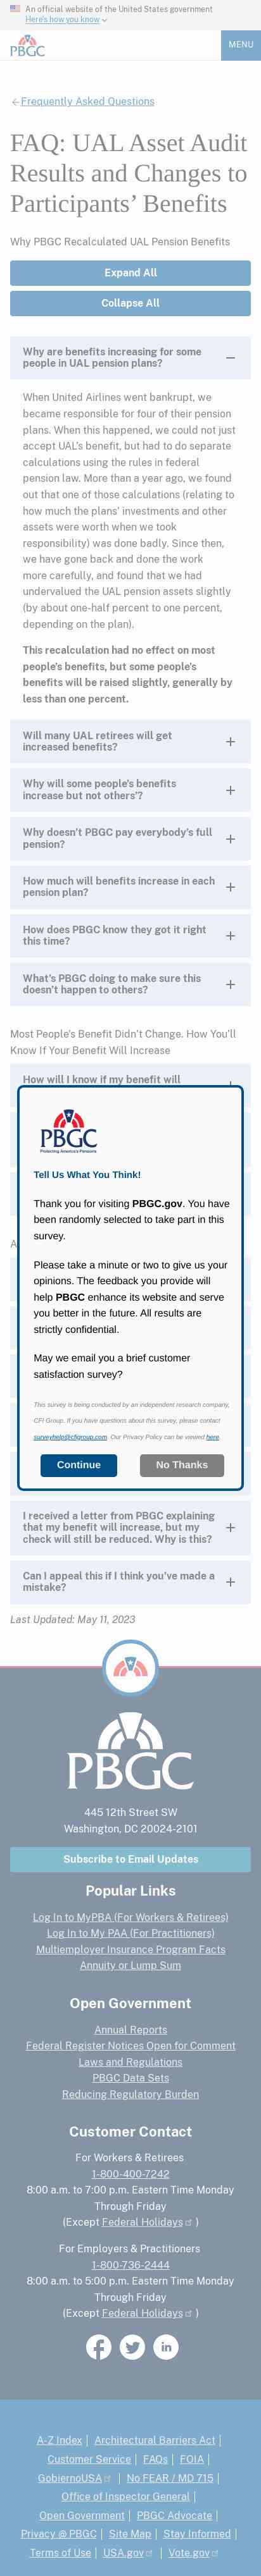 An official website of the United States government
Here's how you know
PBGC
MENU
Frequently Asked Questions
FAQ: UAL Asset Audit
Results and Changes to
Participants' Benefits
Why PBGC Recalculated UAL Pension Benefits
Expand All
Collapse All
Why are benefits increasing for some
people in UAL pension plans?
When United Airlines went bankrupt, we
became responsible for four of their pension
plans. When this happened, we could not just
accept UAL's benefit, but had to do separate
calculations using the rules in federal
pension law. More than a year ago, we found
out that one of those calculations (relating to
how much the plans' investments and other
assets were worth when we took
responsibility) was done badly. Since then,
we have gone back and done the work
more carefully, and found that we had
undervalued the UAL pension assets slightly
(by about one-half percent to one percent,
depending on the plan).
This recalculation had no effect on most
people's benefits, but some people's
benefits will be raised slightly, generally by
less than one percent.
Will many UAL retirees will get
increased benefits?
Why will some people's benefits
increase but not others'?
Why doesn't PBGC pay everybody's full
pension?
How much will benefits increase in each
pension plan?
How does PBGC know they got it right
this time?
What's PBGC doing to make sure this
doesn't happen to others?
Most People's Benefit Didn't Change. How You'll
Know If Your Benefit Will Increase
How will I know if my benefit will
PBGC
Protecting America's Pensions
Tell Us What You Think!
Thank you for visiting PBGC.gov. You have
been randomly selected to take part in this
survey.
Please take a minute or two to give us your
opinions. The feedback you provide will
help PBGC enhance its website and serve
you better in the future. All results are
strictly confidential.
May we email you a brief customer
satisfaction survey?
This survey is being conducted by an independent research company,
CFI Group. If you have questions about this survey, please contact
surveyhelp@cfigroup.com. Our Privacy Policy can be viewed here.
Continue
No Thanks
I received a letter from PBGC explaining
that my benefit will increase, but my
check will still be reduced. Why is this?
Can I appeal this if I think you've made a
mistake?
Last Updated: May 11, 2023
PBGC
445 12th Street SW
Washington, DC 20024-2101
Subscribe to Email Updates
Popular Links
Log In to MyPBA (For Workers & Retirees)
Log In to My PAA (For Practitioners)
Multiemployer Insurance Program Facts
Annuity or Lump Sum
Open Government
Annual Reports
Federal Register Notices Open for Comment
Laws and Regulations
PBGC Data Sets
Reducing Regulatory Burden
Customer Contact
For Workers & Retirees
1-800-400-7242
8:00 a.m. to 7:00 p.m. Eastern Time Monday
Through Friday
(Except Federal Holidays )
For Employers & Practitioners
1-800-736-2444
8:00 a.m. to 5:00 p.m. Eastern Time Monday
Through Friday
(Except Federal Holidays )
A-Z Index | Architectural Barriers Act |
Customer Service | FAQs | FOIA |
GobiernoUSA | No FEAR / MD 715 |
Office of Inspector General |
Open Government | PBGC Advocate |
Privacy @ PBGC | Site Map | Stay Informed |
Terms of Use | USA.gov | Vote.gov